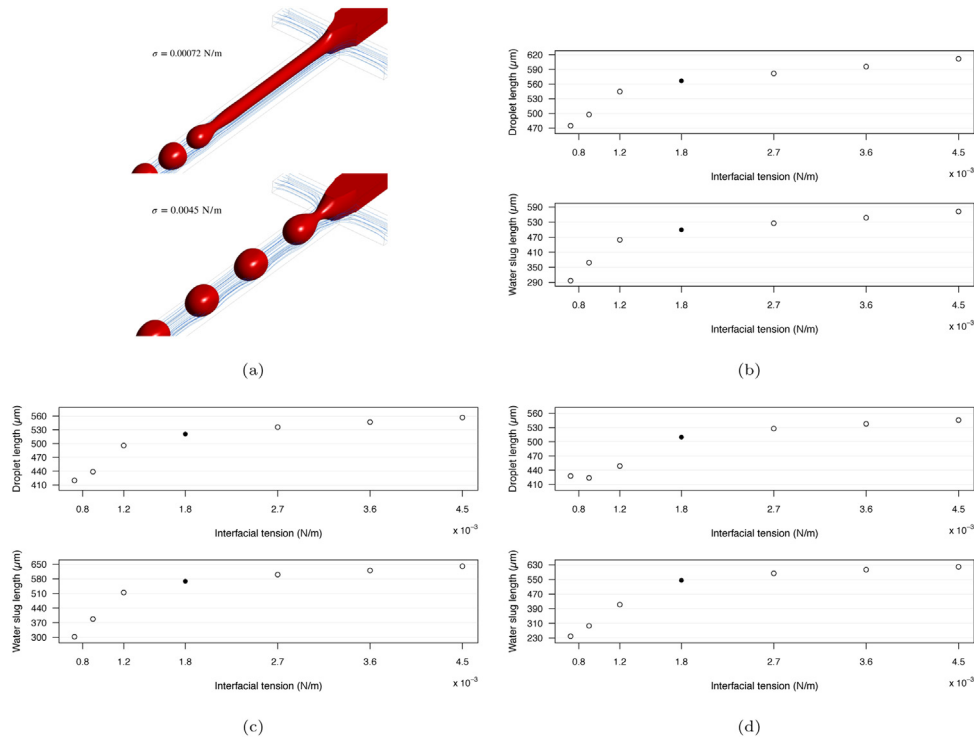 σ = 0.00072 N/m
σ = 0.0045 N/m
(a)
Droplet length (µm)
620
590
560
530
500
470
0.8 1.2 1.8 2.7 3.6 4.5
Interfacial tension (N/m)
x 10⁻³
Water slug length (µm)
590
530
470
410
350
290
0.8 1.2 1.8 2.7 3.6 4.5
Interfacial tension (N/m)
x 10⁻³
(b)
Droplet length (µm)
560
530
500
470
440
410
0.8 1.2 1.8 2.7 3.6 4.5
Interfacial tension (N/m)
x 10⁻³
Water slug length (µm)
650
580
510
440
370
300
0.8 1.2 1.8 2.7 3.6 4.5
Interfacial tension (N/m)
x 10⁻³
(c)
Droplet length (µm)
560
530
500
470
440
410
0.8 1.2 1.8 2.7 3.6 4.5
Interfacial tension (N/m)
x 10⁻³
Water slug length (µm)
630
550
470
390
310
230
0.8 1.2 1.8 2.7 3.6 4.5
Interfacial tension (N/m)
x 10⁻³
(d)